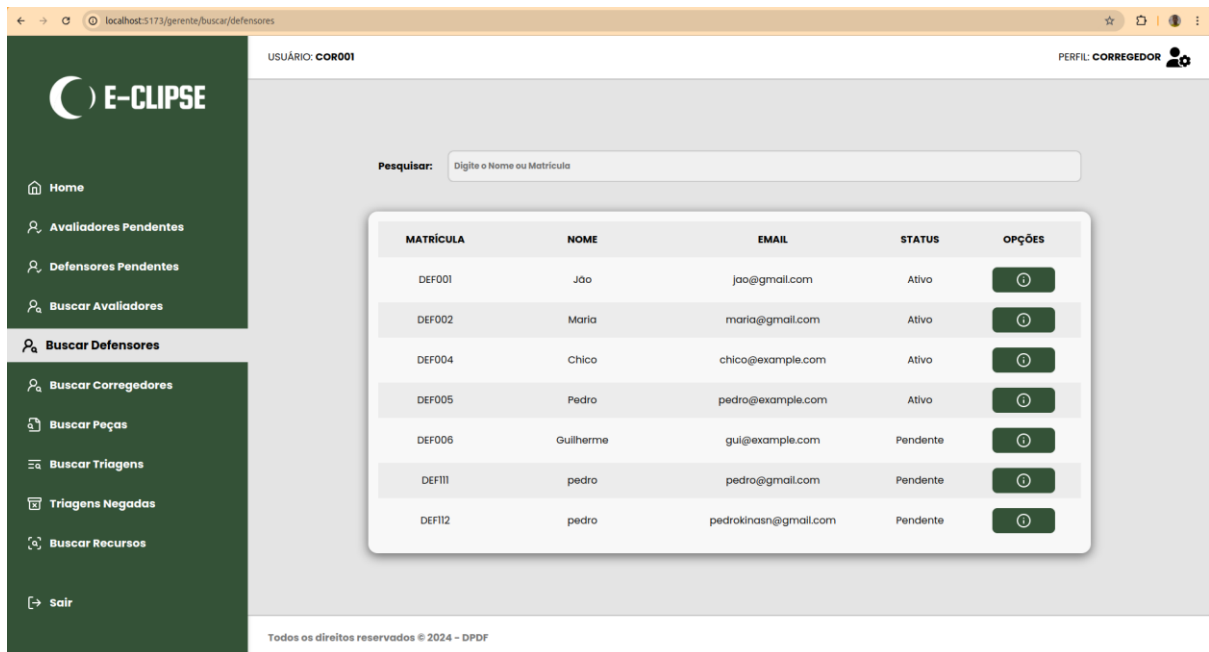 localhost:5173/gerente/buscar/defensores
USUÁRIO: COR001
PERFIL: CORREGEDOR
E-CLIPSE
Home
Avaliadores Pendentes
Defensores Pendentes
Buscar Avaliadores
Buscar Defensores
Buscar Corregedores
Buscar Peças
Buscar Triagens
Triagens Negadas
Buscar Recursos
Sair
Pesquisar: Digite o Nome ou Matrícula
MATRÍCULA NOME EMAIL STATUS OPÇÕES
DEF001 Jão jao@gmail.com Ativo
DEF002 Maria maria@gmail.com Ativo
DEF004 Chico chico@example.com Ativo
DEF005 Pedro pedro@example.com Ativo
DEF006 Guilherme gui@example.com Pendente
DEF111 pedro pedro@gmail.com Pendente
DEF112 pedro pedrokinasn@gmail.com Pendente
Todos os direitos reservados © 2024 - DPDF